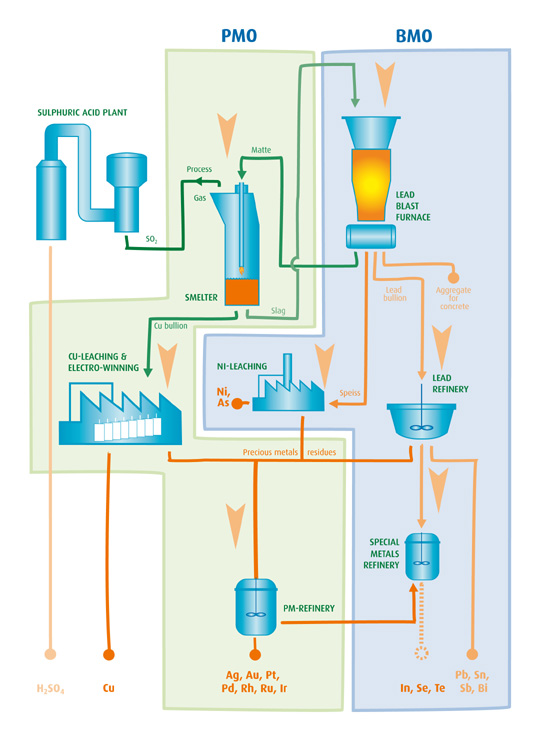 PMO
BMO
SULPHURIC ACID PLANT
Matte
Process
Gas
LEAD
BLAST
FURNACE
SO₂
SMELTER
Slag
Lead
bullion
Aggregate
for
concrete
Cu bullion
CU-LEACHING &
ELECTRO-WINNING
NI-LEACHING
LEAD
REFINERY
Ni,
As
Speiss
Precious metals residues
SPECIAL
METALS
REFINERY
PM-REFINERY
H₂SO₄
Cu
Ag, Au, Pt,
Pd, Rh, Ru, Ir
In, Se, Te
Pb, Sn,
Sb, Bi